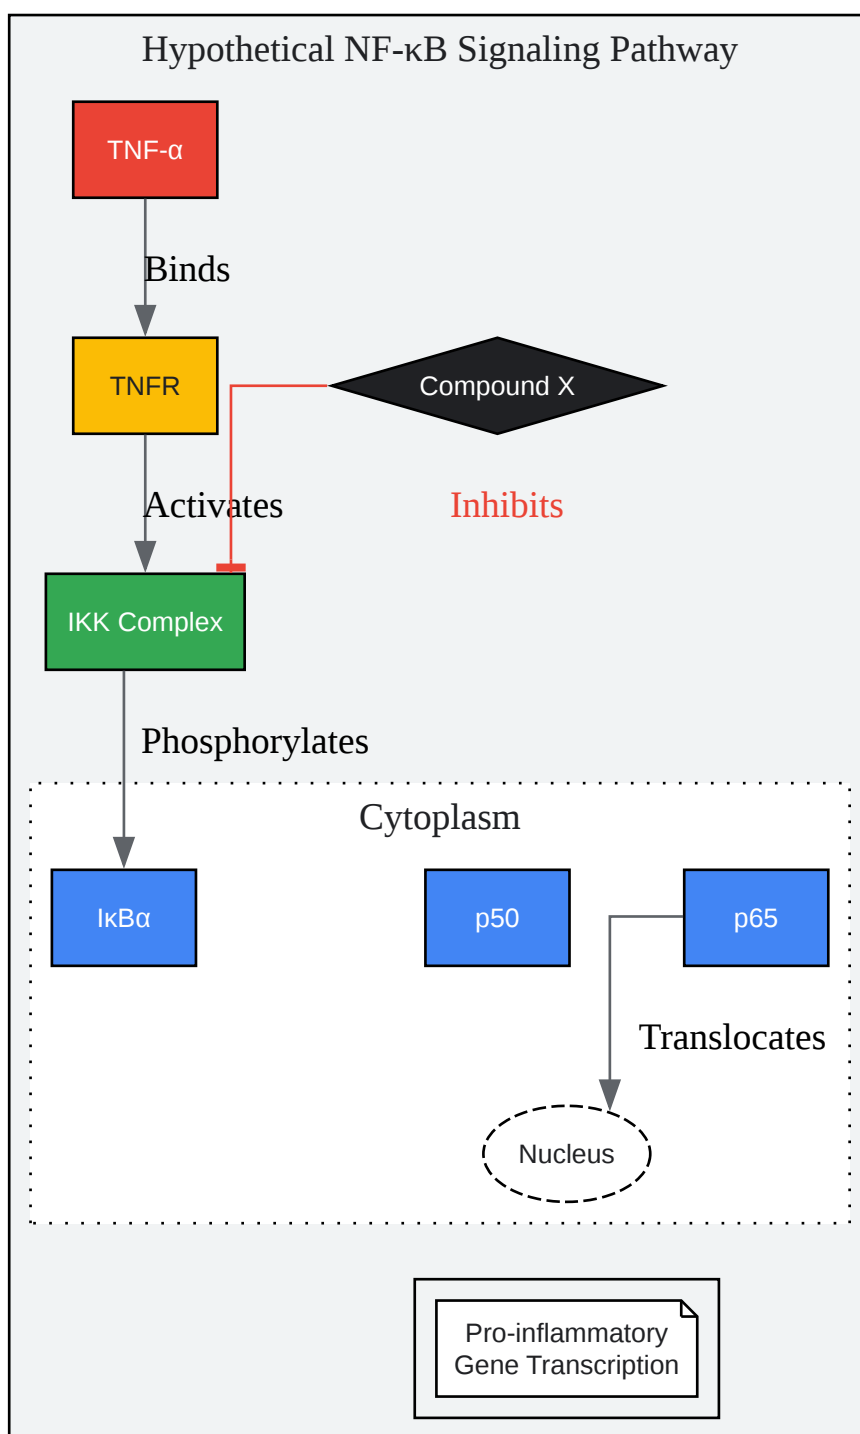 Hypothetical NF-κB Signaling Pathway
TNF-α
Binds
TNFR
Compound X
Activates
Inhibits
IKK Complex
Phosphorylates
Cytoplasm
IκBα
p50
p65
Translocates
Nucleus
Pro-inflammatory
Gene Transcription